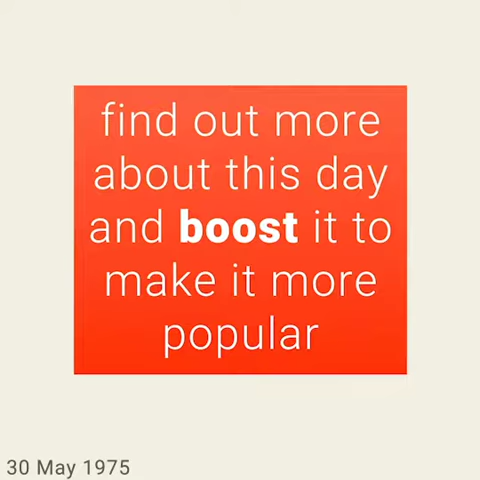 find out more
about this day
and boost it to
make it more
popular
30 May 1975